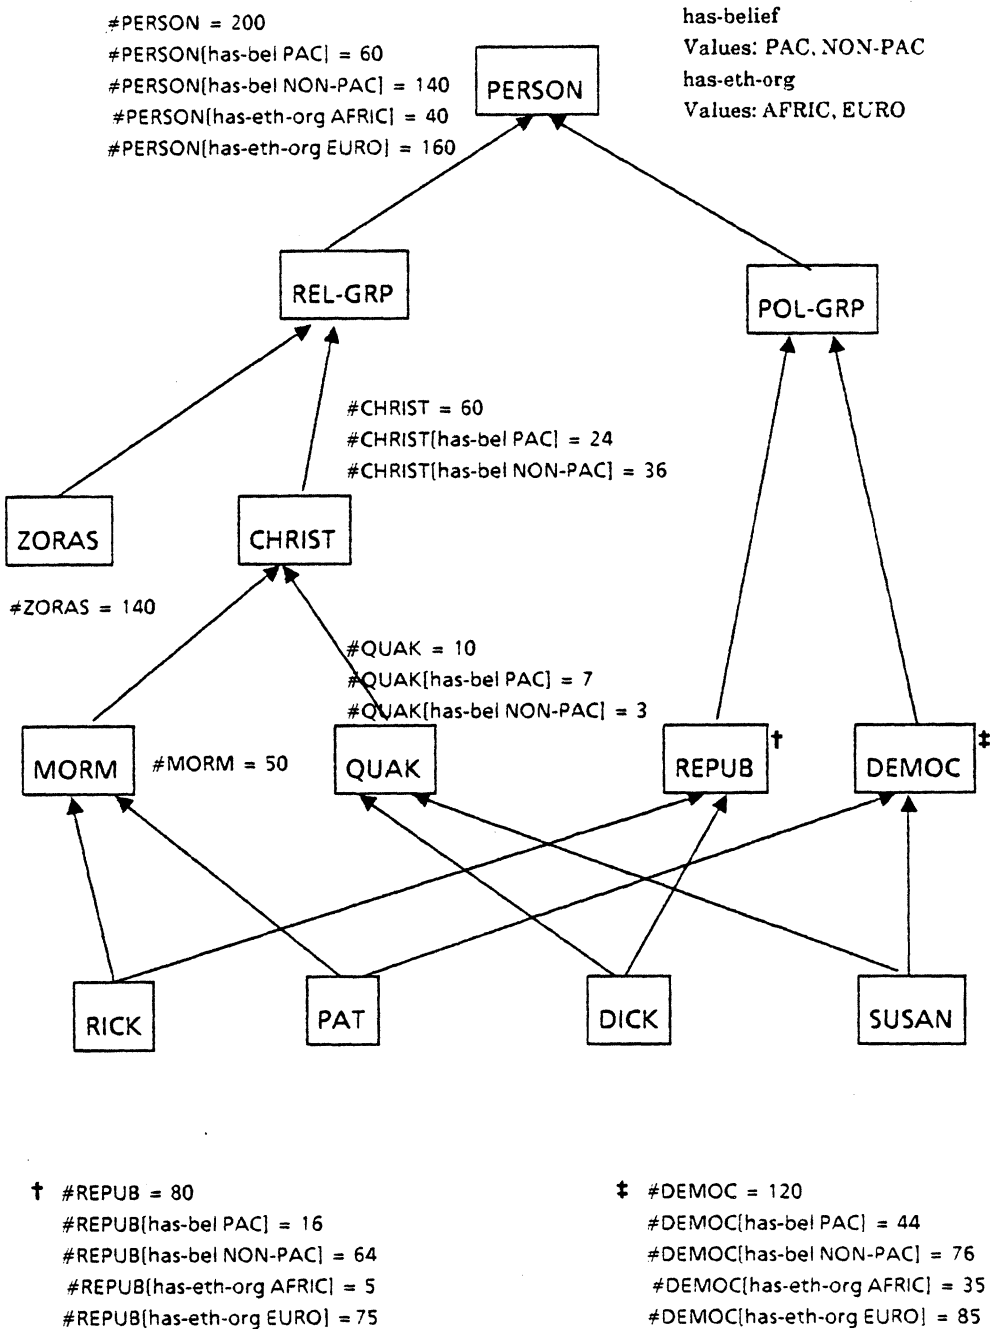 #PERSON = 200
#PERSON[has-bel PAC] = 60
#PERSON[has-bel NON-PAC] = 140
#PERSON[has-eth-org AFRIC] = 40
#PERSON[has-eth-org EURO] = 160
has-belief
Values: PAC, NON-PAC
has-eth-org
Values: AFRIC, EURO
PERSON
REL-GRP
POL-GRP
#CHRIST = 60
#CHRIST[has-bel PAC] = 24
#CHRIST[has-bel NON-PAC] = 36
ZORAS
CHRIST
#ZORAS = 140
#QUAK = 10
#QUAK[has-bel PAC] = 7
#QUAK[has-bel NON-PAC] = 3
MORM
#MORM = 50
QUAK
REPUB †
DEMOC ‡
RICK
PAT
DICK
SUSAN
† #REPUB = 80
#REPUB[has-bel PAC] = 16
#REPUB[has-bel NON-PAC] = 64
#REPUB[has-eth-org AFRIC] = 5
#REPUB[has-eth-org EURO] = 75
‡ #DEMOC = 120
#DEMOC[has-bel PAC] = 44
#DEMOC[has-bel NON-PAC] = 76
#DEMOC[has-eth-org AFRIC] = 35
#DEMOC[has-eth-org EURO] = 85